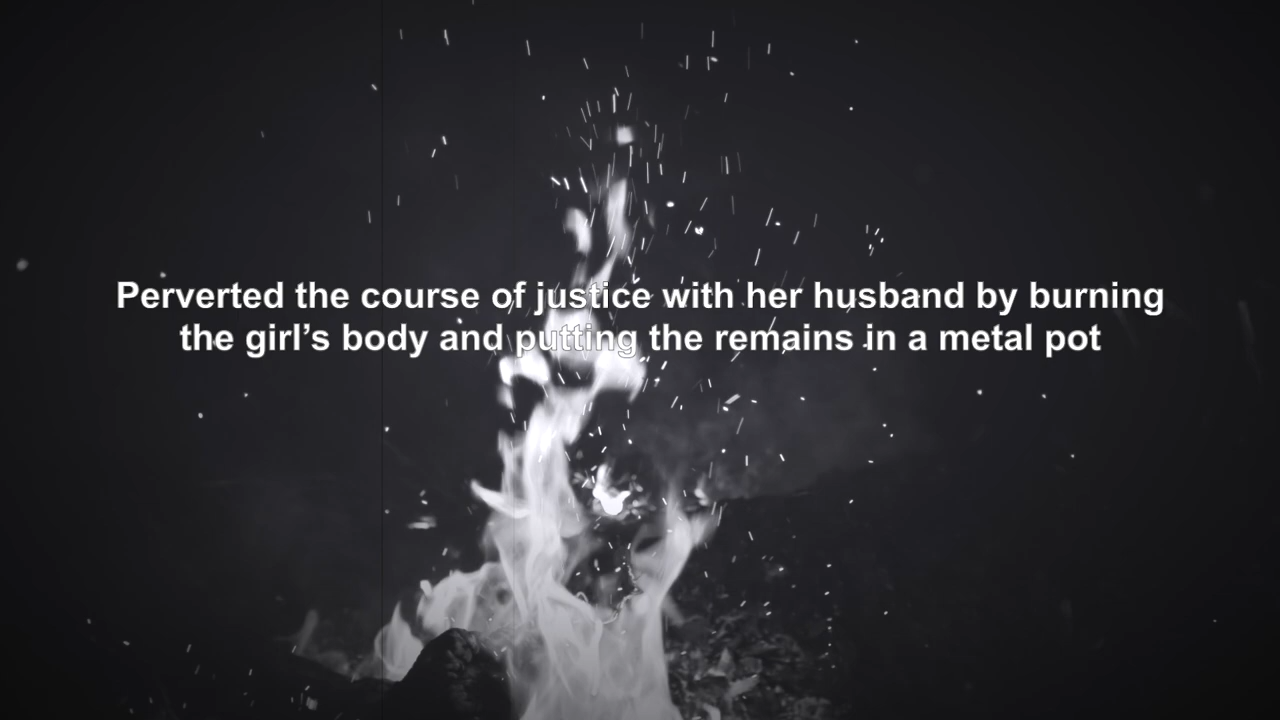 Perverted the course of justice with her husband by burning
the girl’s body and putting the remains in a metal pot